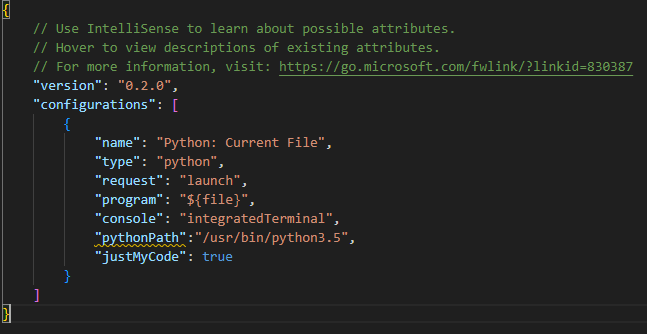 {
// Use IntelliSense to learn about possible attributes.
// Hover to view descriptions of existing attributes.
// For more information, visit: https://go.microsoft.com/fwlink/?linkid=830387
"version": "0.2.0",
"configurations": [
{
"name": "Python: Current File",
"type": "python",
"request": "launch",
"program": "${file}",
"console": "integratedTerminal",
"pythonPath":"/usr/bin/python3.5",
"justMyCode": true
}
]
}